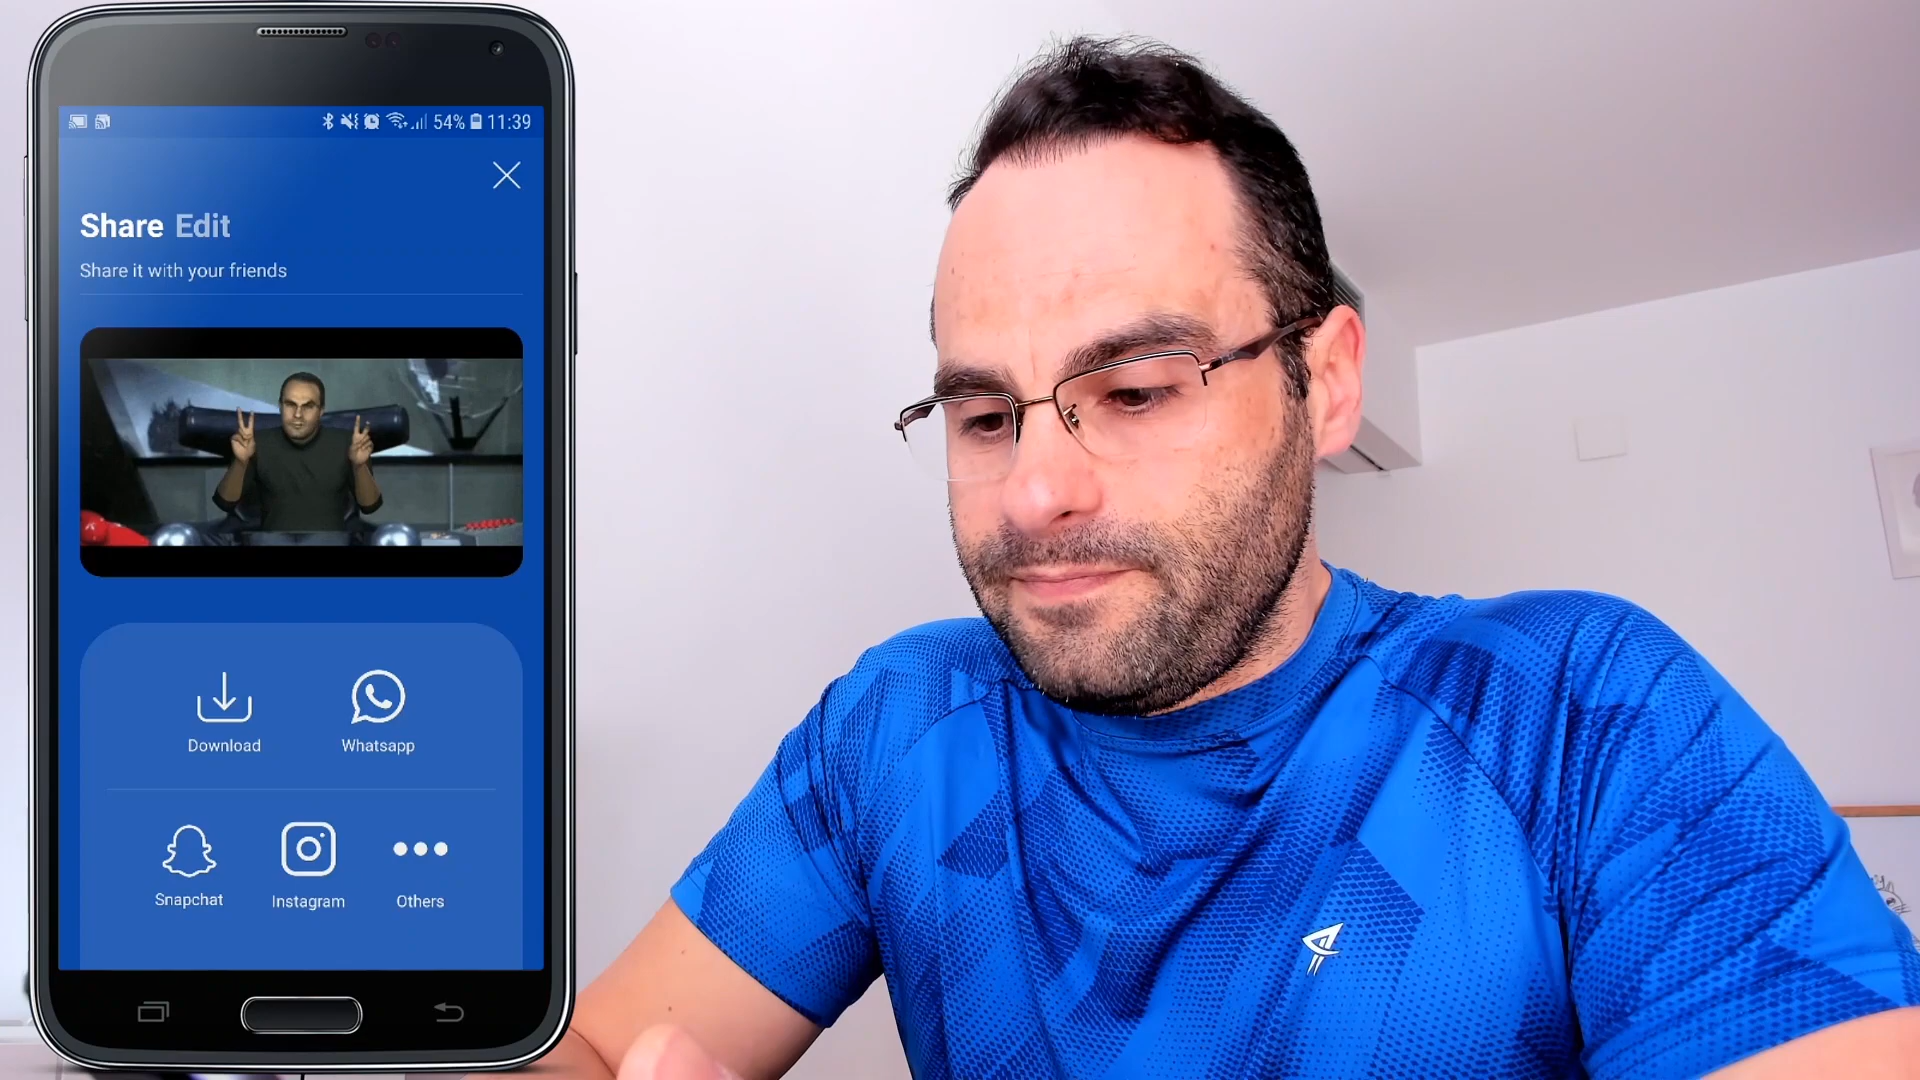 54% 11:39
Share Edit
Share it with your friends
Download Whatsapp
Snapchat Instagram Others